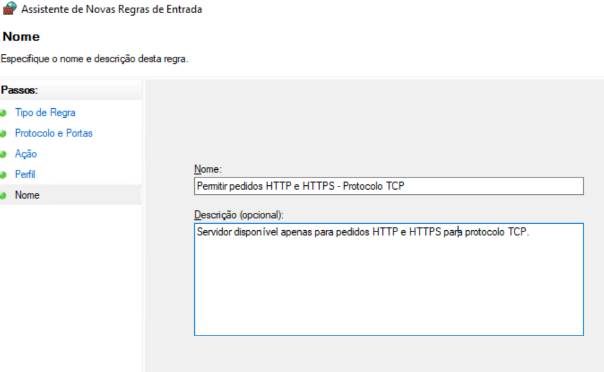 Assistente de Novas Regras de Entrada
Nome
Especifique o nome e descrição desta regra.
Passos:
Tipo de Regra
Protocolo e Portas
Ação
Perfil
Nome
Nome:
Pemitir pedidos HTTP e HTTPS - Protocolo TCP
Descrição (opcional):
Servidor disponível apenas para pedidos HTTP e HTTPS para protocolo TCP.